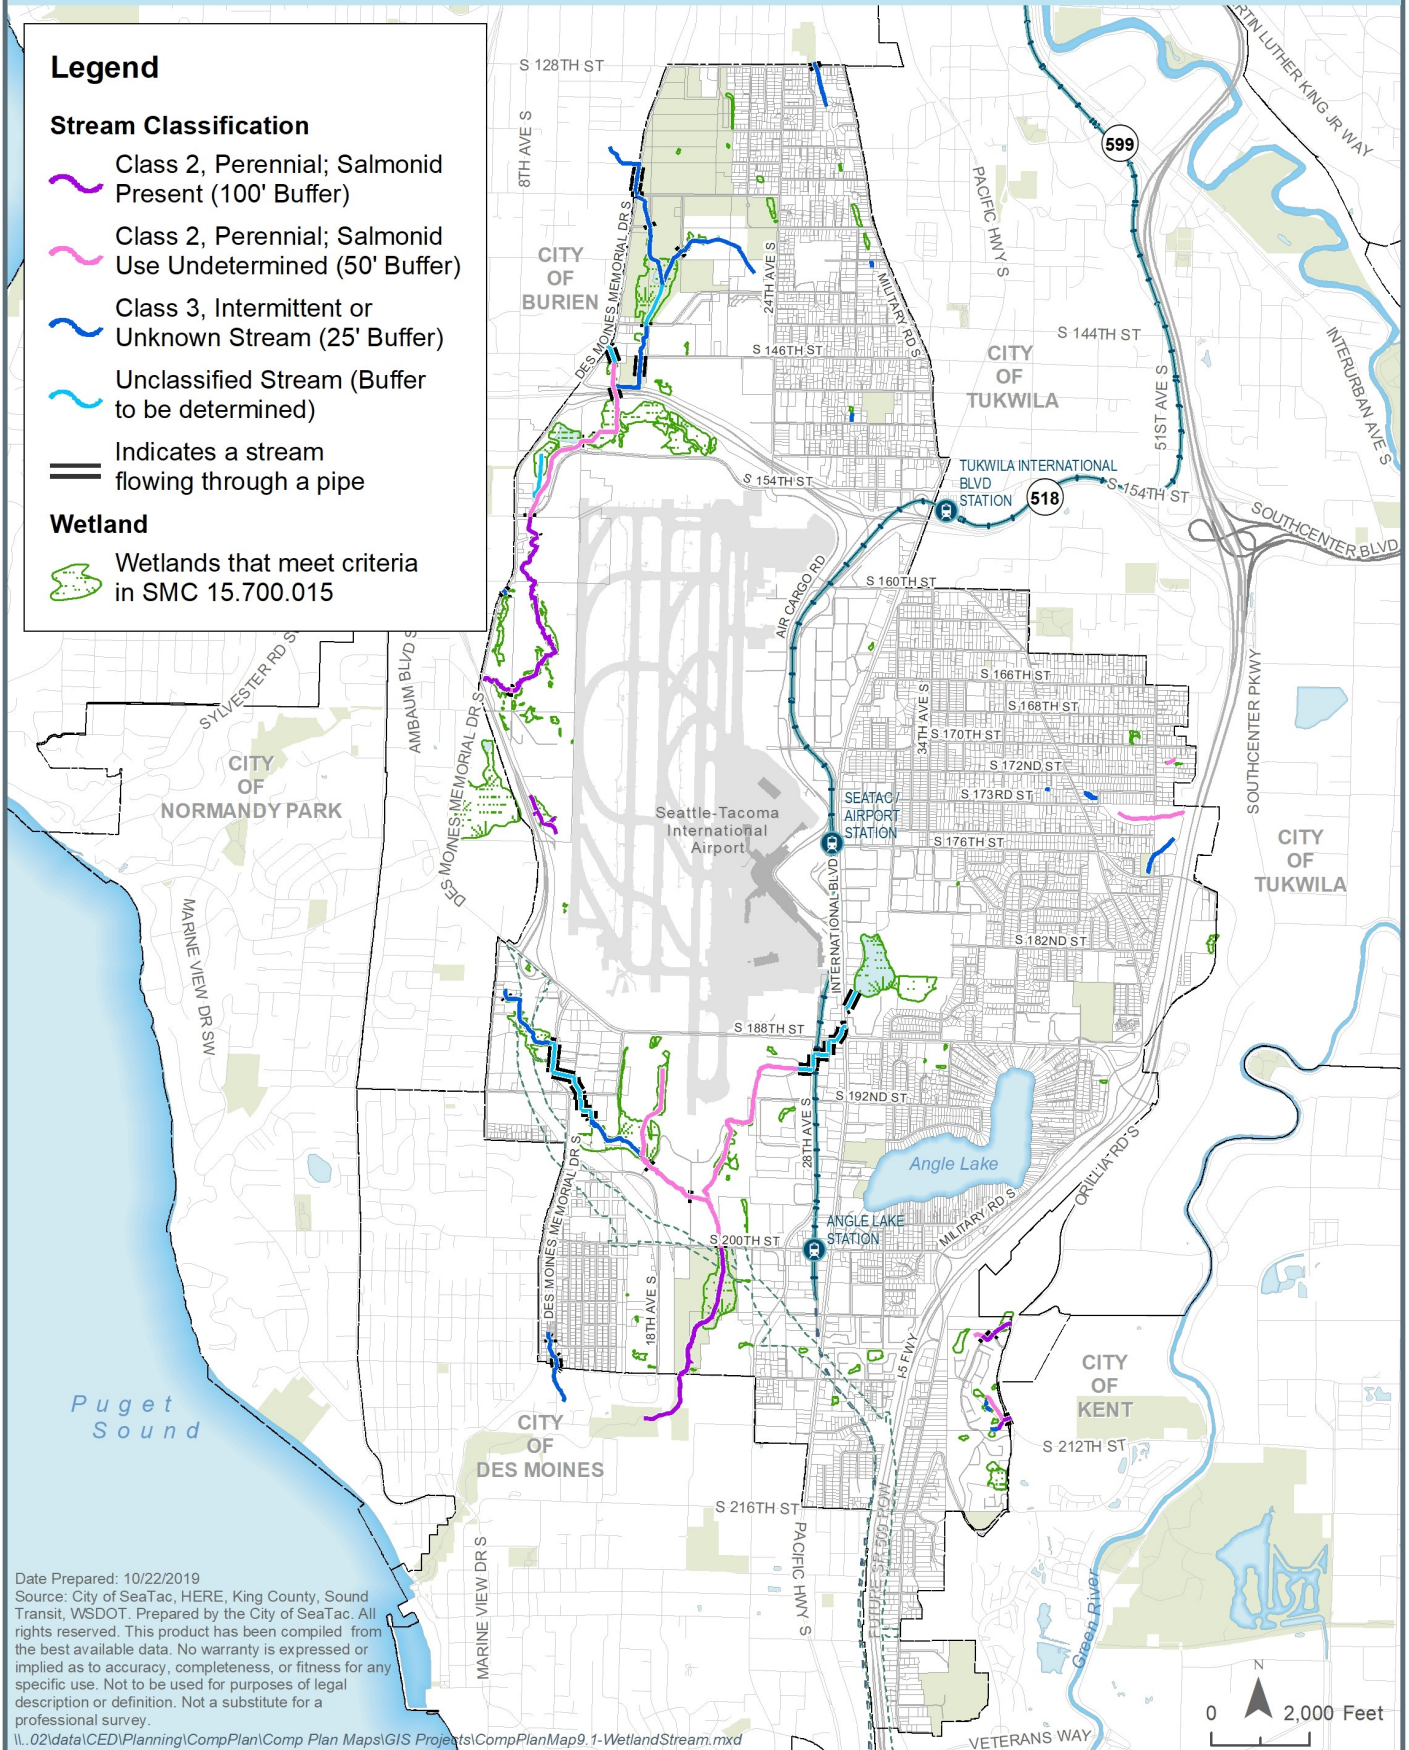 Legend
Stream Classification
Class 2, Perennial; Salmonid
Present (100' Buffer)
Class 2, Perennial; Salmonid
Use Undetermined (50' Buffer)
Class 3, Intermittent or
Unknown Stream (25' Buffer)
Unclassified Stream (Buffer
to be determined)
Indicates a stream
flowing through a pipe
Wetland
Wetlands that meet criteria
in SMC 15.700.015
S 128TH ST
8TH AVE S
CITY
OF
BURIEN
DES MOINES MEMORIAL DR S
24TH AVE S
MILITARY RD S
PACIFIC HWY S
599
RTIN LUTHER KING JR WAY
S 144TH ST
S 146TH ST
CITY
OF
TUKWILA
51ST AVE S
INTERURBAN AVE S
TUKWILA INTERNATIONAL
BLVD
STATION
518
S 154TH ST
S 154TH ST
SOUTHCENTER BLVD
AIR CARGO RD
S 160TH ST
SYLVESTER RD S
AMBAUM BLVD S
DES MOINES MEMORIAL DR S
34TH AVE S
S 166TH ST
S 168TH ST
S 170TH ST
S 172ND ST
S 173RD ST
S 176TH ST
SOUTHCENTER PKWY
CITY
OF
NORMANDY PARK
Seattle-Tacoma
International
Airport
SEATAC /
AIRPORT
STATION
CITY
OF
TUKWILA
MARINE VIEW DR SW
INTERNATIONAL BLVD
S 182ND ST
S 188TH ST
S 192ND ST
28TH AVE S
Angle Lake
ORILLIA RD S
MILITARY RD S
DES MOINES MEMORIAL DR S
ANGLE LAKE
STATION
S 200TH ST
18TH AVE S
I-5 FWY
CITY
OF
KENT
Puget
Sound
CITY
OF
DES MOINES
S 212TH ST
S 216TH ST
PACIFIC HWY S
FUTURE SR 509 ROW
MARINE VIEW DR S
Green River
Date Prepared: 10/22/2019
Source: City of SeaTac, HERE, King County, Sound
Transit, WSDOT. Prepared by the City of SeaTac. All
rights reserved. This product has been compiled from
the best available data. No warranty is expressed or
implied as to accuracy, completeness, or fitness for any
specific use. Not to be used for purposes of legal
description or definition. Not a substitute for a
professional survey.
\\..02\data\CED\Planning\CompPlan\Comp Plan Maps\GIS Projects\CompPlanMap9.1-WetlandStream.mxd
N
0 2,000 Feet
VETERANS WAY